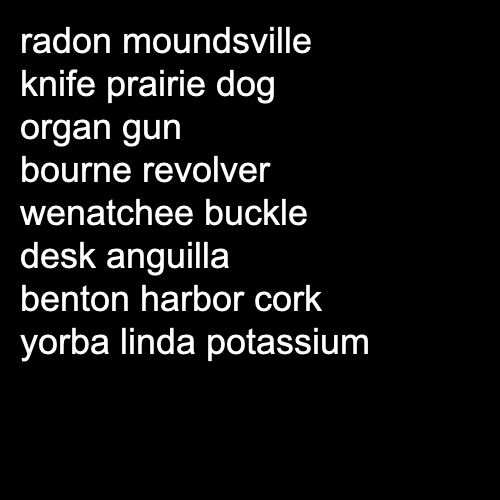 radon moundsville
knife prairie dog
organ gun
bourne revolver
wenatchee buckle
desk anguilla
benton harbor cork
yorba linda potassium